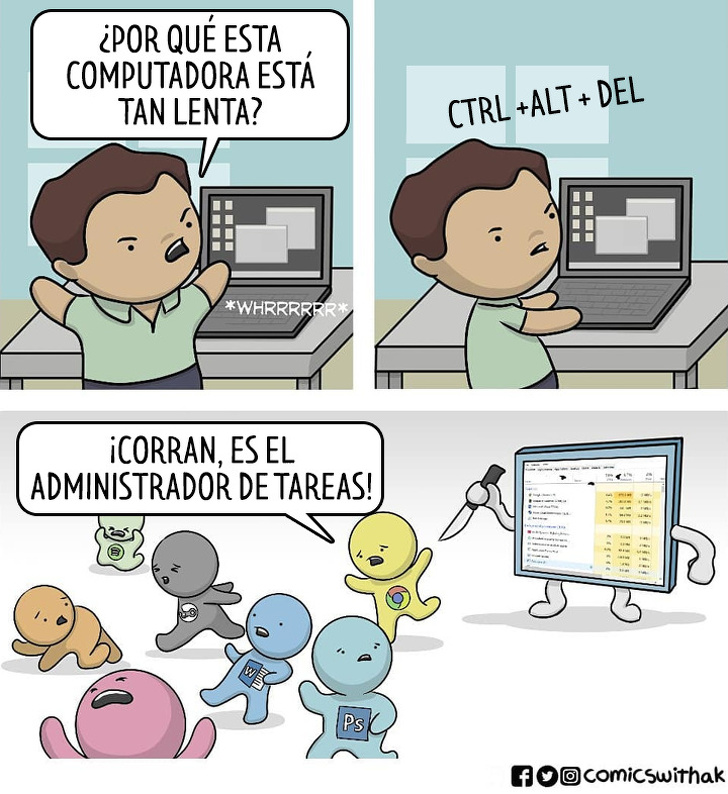 ¿POR QUÉ ESTA
COMPUTADORA ESTÁ
TAN LENTA?
*WHRRRRRR*
CTRL +ALT + DEL
¡CORRAN, ES EL
ADMINISTRADOR DE TAREAS!
W
Ps
comicswithak